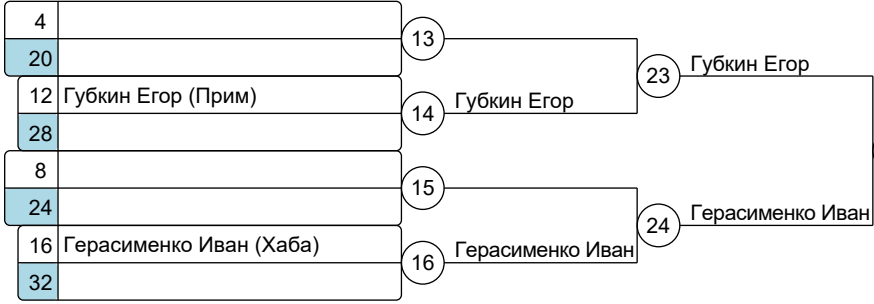 4
13
20
23
Губкин Егор
12 Губкин Егор (Прим)
14
Губкин Егор
28
8
15
24
24
Герасименко Иван
16 Герасименко Иван (Хаба)
16
Герасименко Иван
32